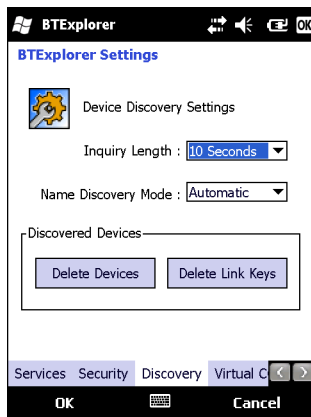 BTExplorer OK
BTExplorer Settings
Device Discovery Settings
Inquiry Length : 10 Seconds
Name Discovery Mode : Automatic
Discovered Devices
Delete Devices Delete Link Keys
Services Security Discovery Virtual C
OK Cancel